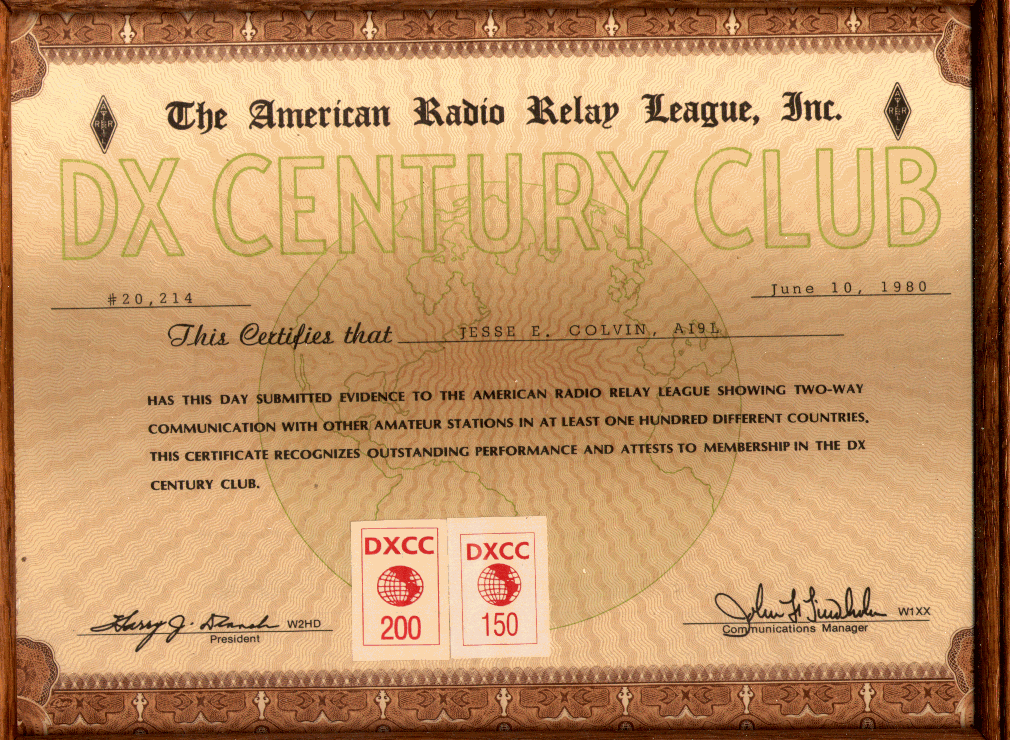 The American Radio Relay League, Inc.
DX CENTURY CLUB
#20,214
June 10, 1980
This Certifies that JESSE E. COLVIN, AI9L
HAS THIS DAY SUBMITTED EVIDENCE TO THE AMERICAN RADIO RELAY LEAGUE SHOWING TWO-WAY
COMMUNICATION WITH OTHER AMATEUR STATIONS IN AT LEAST ONE HUNDRED DIFFERENT COUNTRIES.
THIS CERTIFICATE RECOGNIZES OUTSTANDING PERFORMANCE AND ATTESTS TO MEMBERSHIP IN THE DX
CENTURY CLUB.
DXCC
200
DXCC
150
Harry J. W2HD
President
John F. W1XX
Communications Manager